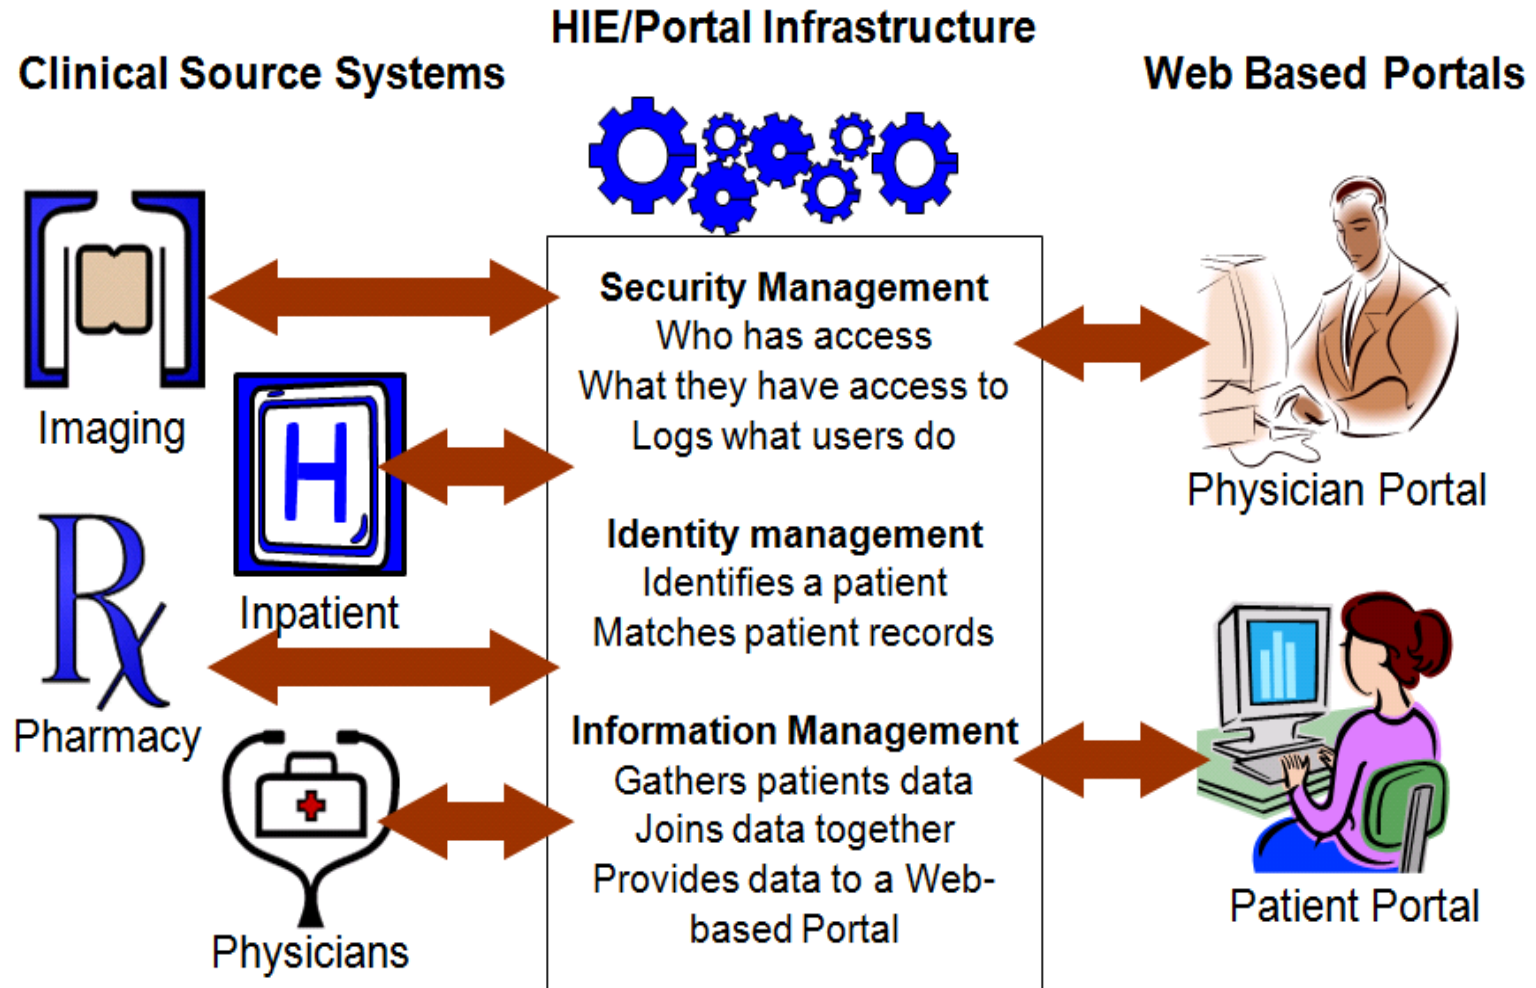 HIE/Portal Infrastructure
Clinical Source Systems
Web Based Portals
Imaging
Inpatient
Pharmacy
Physicians
H
Rx
Security Management
Who has access
What they have access to
Logs what users do
Identity management
Identifies a patient
Matches patient records
Information Management
Gathers patients data
Joins data together
Provides data to a Web-
based Portal
Physician Portal
Patient Portal